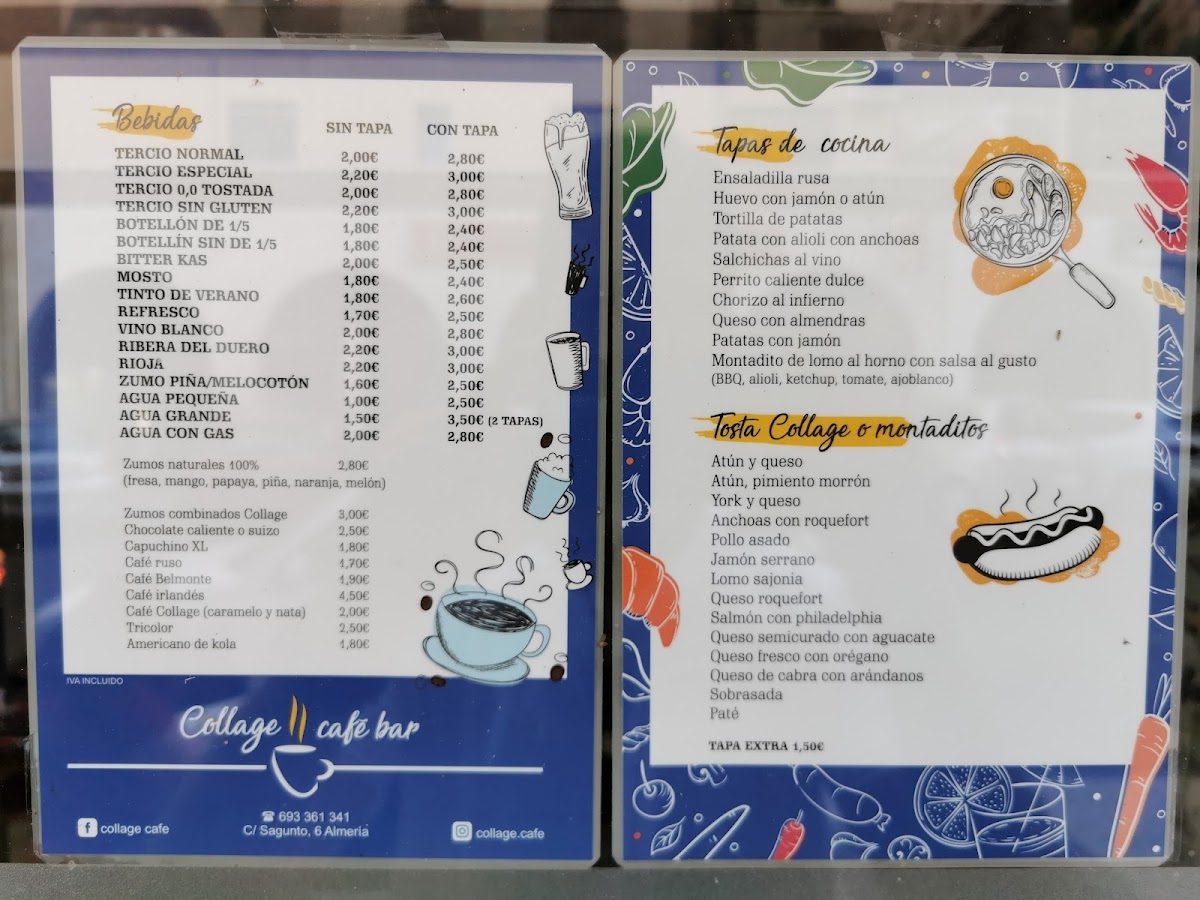 Bebidas SIN TAPA CON TAPA
TERCIO NORMAL 2,00€ 2,80€
TERCIO ESPECIAL 2,20€ 3,00€
TERCIO 0,0 TOSTADA 2,00€ 2,80€
TERCIO SIN GLUTEN 2,20€ 3,00€
BOTELLÓN DE 1/5 1,80€ 2,40€
BOTELLÍN SIN DE 1/5 1,80€ 2,40€
BITTER KAS 2,00€ 2,50€
MOSTO 1,80€ 2,40€
TINTO DE VERANO 1,80€ 2,60€
REFRESCO 1,70€ 2,50€
VINO BLANCO 2,00€ 2,80€
RIBERA DEL DUERO 2,20€ 3,00€
RIOJA 2,20€ 3,00€
ZUMO PIÑA/MELOCOTÓN 1,60€ 2,50€
AGUA PEQUEÑA 1,00€ 2,50€
AGUA GRANDE 1,50€ 3,50€ (2 TAPAS)
AGUA CON GAS 2,00€ 2,80€
Zumos naturales 100% 2,80€
(fresa, mango, papaya, piña, naranja, melón)
Zumos combinados Collage 3,00€
Chocolate caliente o suizo 2,50€
Capuchino XL 1,80€
Café ruso 1,70€
Café Belmonte 1,90€
Café irlandés 4,50€
Café Collage (caramelo y nata) 2,00€
Tricolor 2,50€
Americano de kola 1,80€
IVA INCLUIDO
Collage café bar
693 361 341
C/ Sagunto, 6 Almeria
collage cafe
collage.cafe
Tapas de cocina
Ensaladilla rusa
Huevo con jamón o atún
Tortilla de patatas
Patata con alioli con anchoas
Salchichas al vino
Perrito caliente dulce
Chorizo al infierno
Queso con almendras
Patatas con jamón
Montadito de lomo al horno con salsa al gusto
(BBQ, alioli, ketchup, tomate, ajoblanco)
Tosta Collage o montaditos
Atún y queso
Atún, pimiento morrón
York y queso
Anchoas con roquefort
Pollo asado
Jamón serrano
Lomo sajonia
Queso roquefort
Salmón con philadelphia
Queso semicurado con aguacate
Queso fresco con orégano
Queso de cabra con arándanos
Sobrasada
Paté
TAPA EXTRA 1,50€